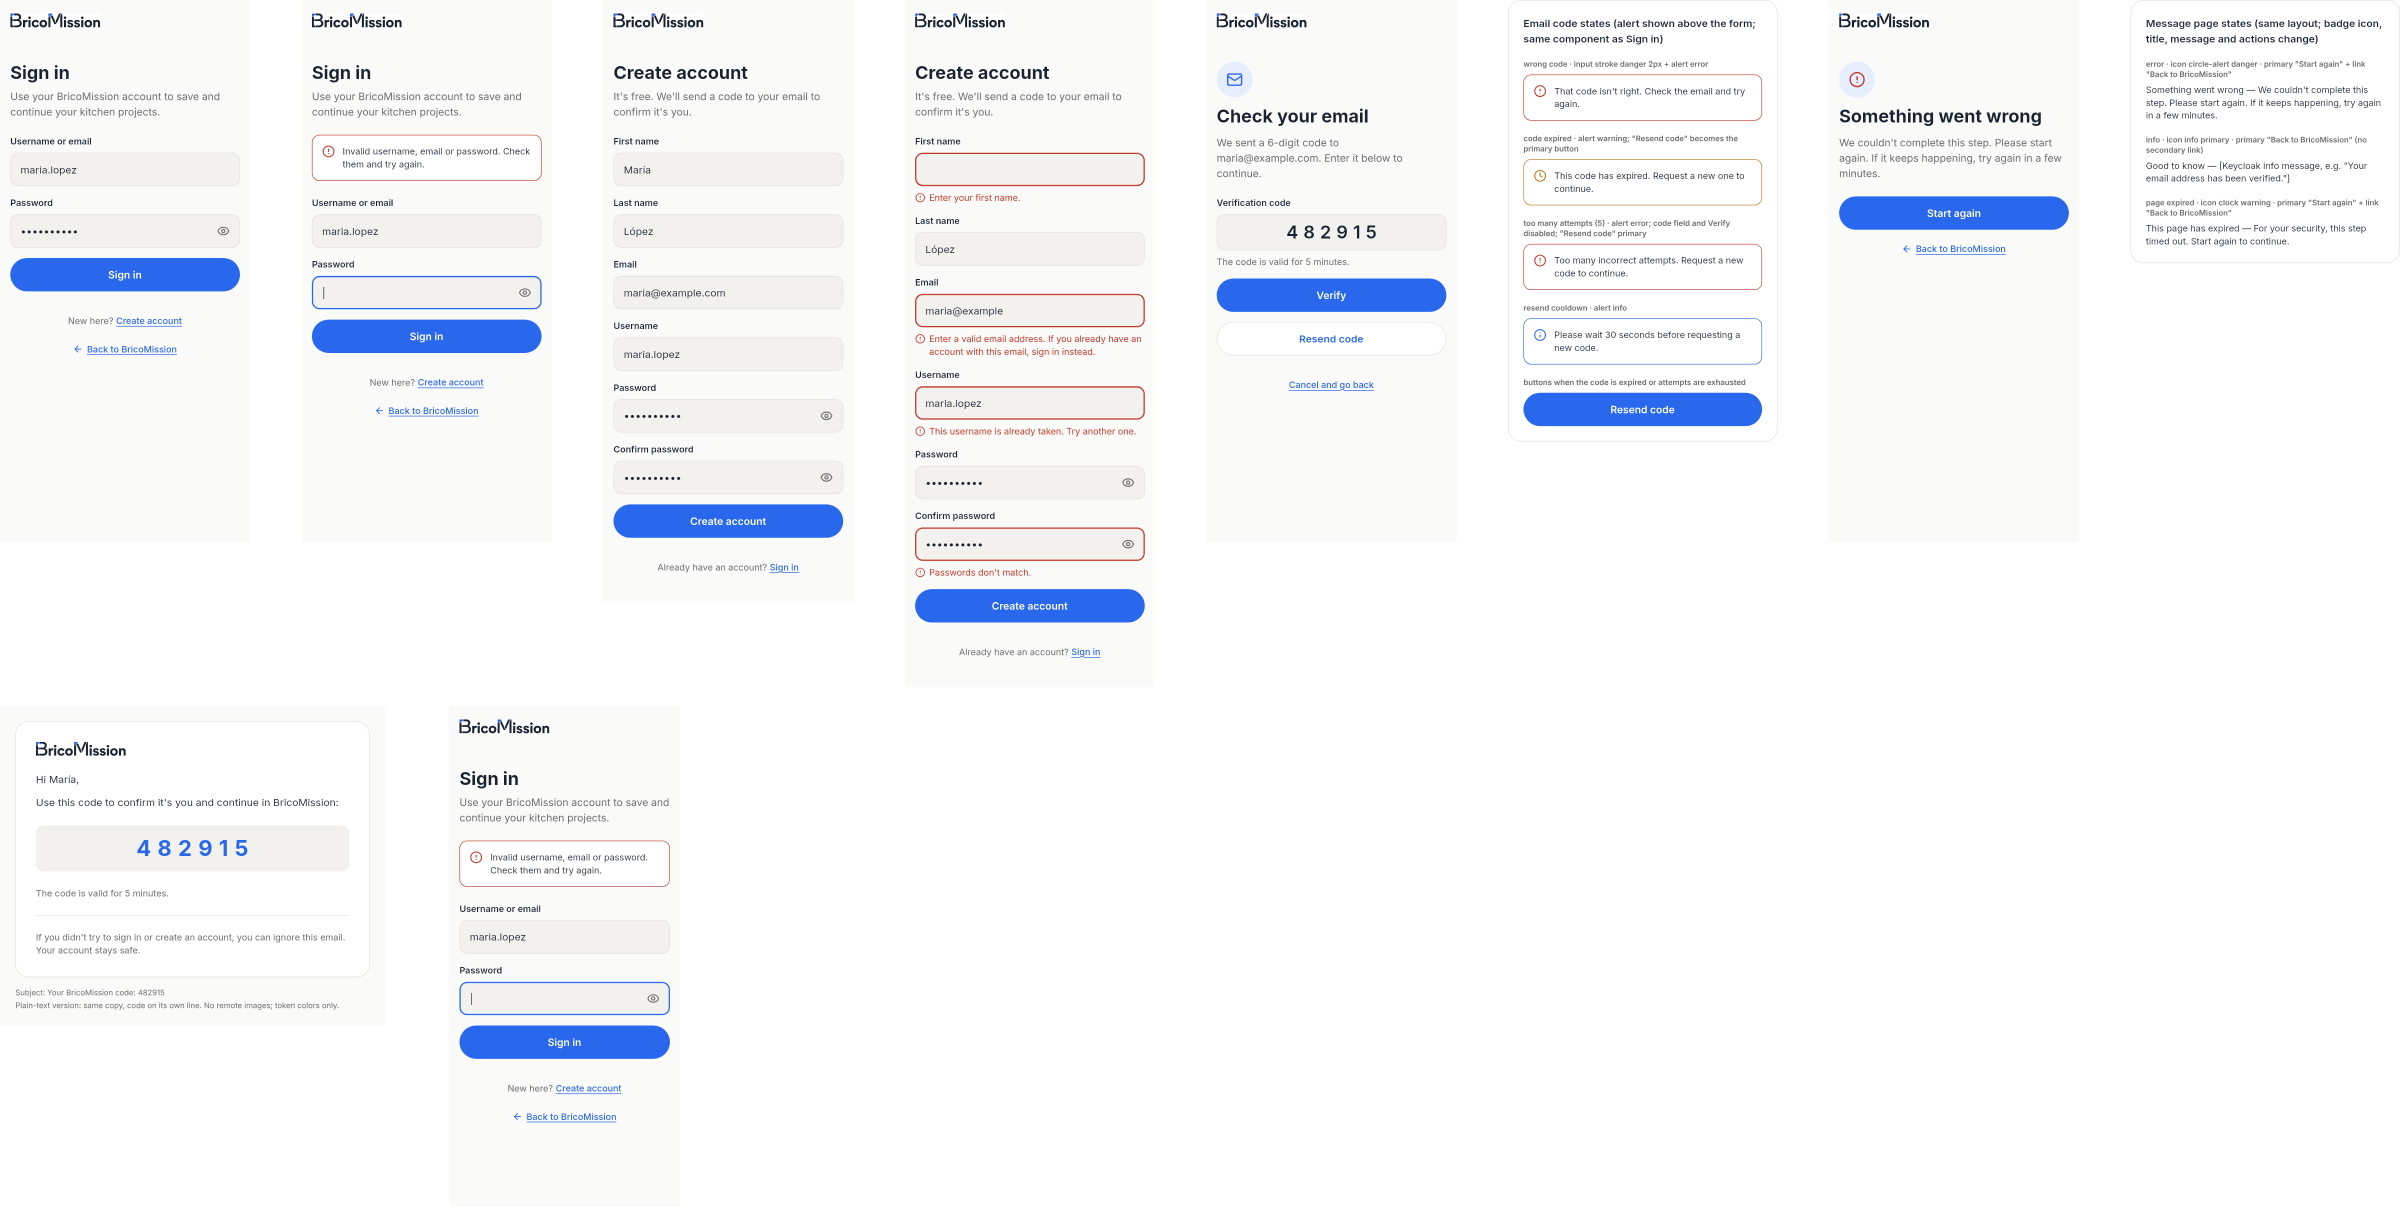 BricoMission
Sign in
Use your BricoMission account to save and
continue your kitchen projects.
Username or email
maria.lopez
Password
••••••••••
Sign in
New here? Create account
← Back to BricoMission
BricoMission
Sign in
Use your BricoMission account to save and
continue your kitchen projects.
Invalid username, email or password. Check
them and try again.
Username or email
maria.lopez
Password
Sign in
New here? Create account
← Back to BricoMission
BricoMission
Create account
It's free. We'll send a code to your email to
confirm it's you.
First name
María
Last name
López
Email
maria@example.com
Username
maria.lopez
Password
••••••••••
Confirm password
••••••••••
Create account
Already have an account? Sign in
BricoMission
Create account
It's free. We'll send a code to your email to
confirm it's you.
First name
Enter your first name.
Last name
López
Email
maria@example
Enter a valid email address. If you already have an
account with this email, sign in instead.
Username
maria.lopez
This username is already taken. Try another one.
Password
••••••••••
Confirm password
••••••••••
Passwords don't match.
Create account
Already have an account? Sign in
BricoMission
Check your email
We sent a 6-digit code to
maria@example.com. Enter it below to
continue.
Verification code
482915
The code is valid for 5 minutes.
Verify
Resend code
Cancel and go back
Email code states (alert shown above the form;
same component as Sign in)
wrong code · input stroke danger 2px + alert error
That code isn't right. Check the email and try
again.
code expired · alert warning; "Resend code" becomes the
primary button
This code has expired. Request a new one to
continue.
too many attempts (5) · alert error; code field and Verify
disabled; "Resend code" primary
Too many incorrect attempts. Request a new
code to continue.
resend cooldown · alert info
Please wait 30 seconds before requesting a
new code.
buttons when the code is expired or attempts are exhausted
Resend code
BricoMission
Something went wrong
We couldn't complete this step. Please start
again. If it keeps happening, try again in a few
minutes.
Start again
← Back to BricoMission
Message page states (same layout; badge icon,
title, message and actions change)
error · icon circle-alert danger · primary "Start again" + link
"Back to BricoMission"
Something went wrong — We couldn't complete this
step. Please start again. If it keeps happening, try again
in a few minutes.
info · icon info primary · primary "Back to BricoMission" (no
secondary link)
Good to know — [Keycloak info message, e.g. "Your
email address has been verified."]
page expired · icon clock warning · primary "Start again" + link
"Back to BricoMission"
This page has expired — For your security, this step
timed out. Start again to continue.
BricoMission
Hi María,
Use this code to confirm it's you and continue in BricoMission:
482915
The code is valid for 5 minutes.
If you didn't try to sign in or create an account, you can ignore this email.
Your account stays safe.
Subject: Your BricoMission code: 482915
Plain-text version: same copy, code on its own line. No remote images; token colors only.
BricoMission
Sign in
Use your BricoMission account to save and
continue your kitchen projects.
Invalid username, email or password.
Check them and try again.
Username or email
maria.lopez
Password
Sign in
New here? Create account
← Back to BricoMission